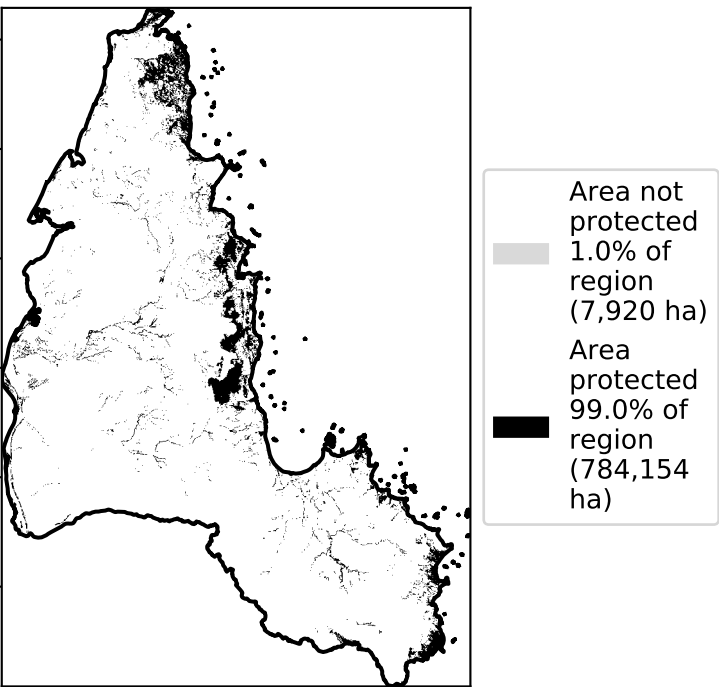 Area not
protected
1.0% of
region
(7,920 ha)
Area
protected
99.0% of
region
(784,154
ha)